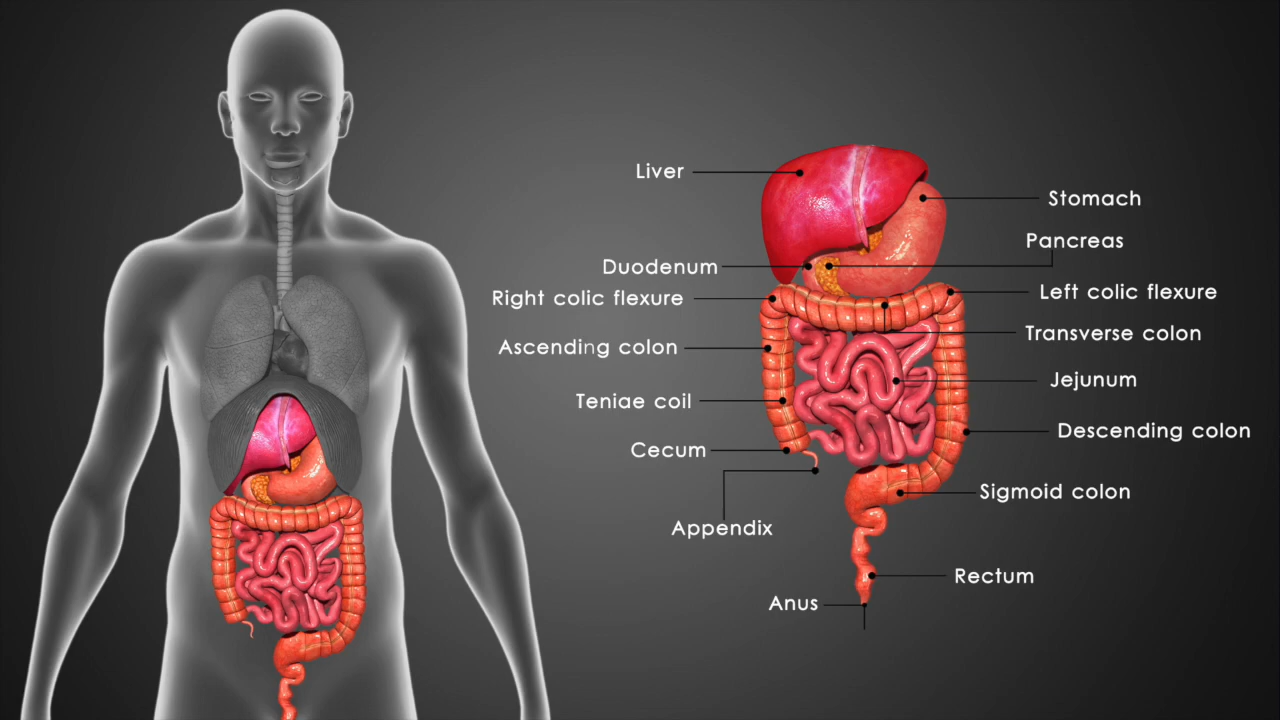 Liver
Stomach
Pancreas
Duodenum
Left colic flexure
Right colic flexure
Transverse colon
Ascending colon
Jejunum
Teniae coil
Descending colon
Cecum
Sigmoid colon
Appendix
Rectum
Anus